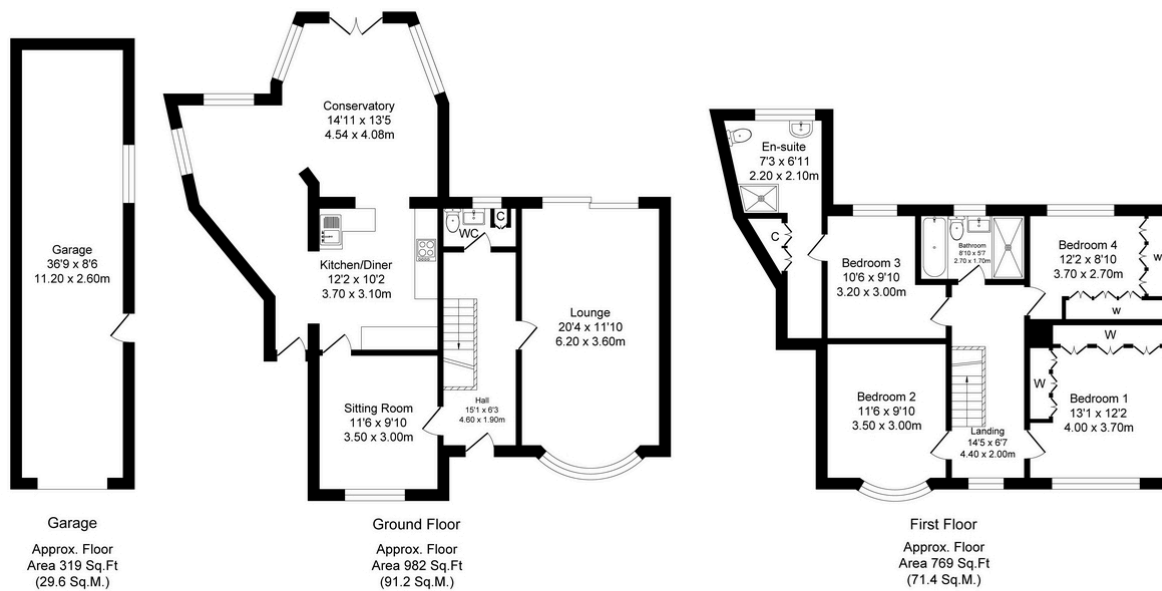 Garage
36'9 x 8'6
11.20 x 2.60m
Garage
Approx. Floor
Area 319 Sq.Ft
(29.6 Sq.M.)
Conservatory
14'11 x 13'5
4.54 x 4.08m
WC
C
Kitchen/Diner
12'2 x 10'2
3.70 x 3.10m
Lounge
20'4 x 11'10
6.20 x 3.60m
Sitting Room
11'6 x 9'10
3.50 x 3.00m
Hall
15'1 x 6'3
4.60 x 1.90m
Ground Floor
Approx. Floor
Area 982 Sq.Ft
(91.2 Sq.M.)
En-suite
7'3 x 6'11
2.20 x 2.10m
C
Bedroom 3
10'6 x 9'10
3.20 x 3.00m
Bathroom
8'10 x 5'7
2.70 x 1.70m
Bedroom 4
12'2 x 8'10
3.70 x 2.70m
W
W
W
W
Bedroom 2
11'6 x 9'10
3.50 x 3.00m
Landing
14'5 x 6'7
4.40 x 2.00m
Bedroom 1
13'1 x 12'2
4.00 x 3.70m
First Floor
Approx. Floor
Area 769 Sq.Ft
(71.4 Sq.M.)